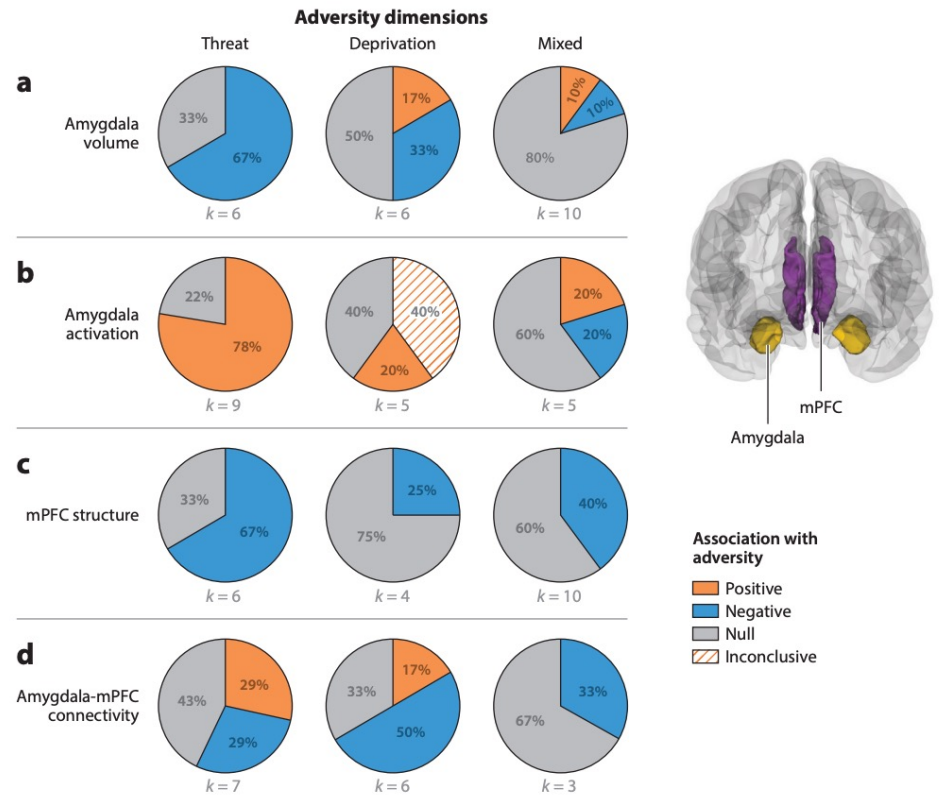 Adversity dimensions
Threat
Deprivation
Mixed
a
Amygdala
volume
33%
67%
k = 6
17%
50%
33%
k = 6
10%
10%
80%
k = 10
b
Amygdala
activation
22%
78%
k = 9
40%
40%
20%
k = 5
20%
60%
20%
k = 5
c
mPFC structure
33%
67%
k = 6
25%
75%
k = 4
40%
60%
k = 10
d
Amygdala-mPFC
connectivity
29%
43%
29%
k = 7
17%
33%
50%
k = 6
33%
67%
k = 3
mPFC
Amygdala
Association with
adversity
Positive
Negative
Null
Inconclusive